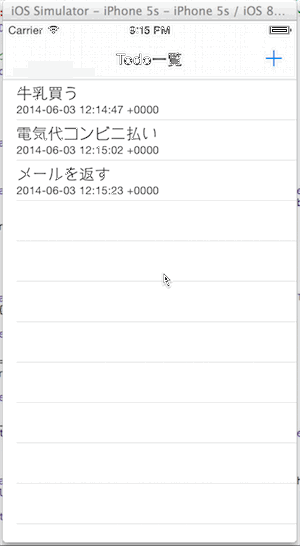 iOS Simulator – iPhone 5s – iPhone 5s / iOS 8...
Carrier 9:15 PM
Todo一覧
牛乳買う
2014-06-03 12:14:47 +0000
電気代コンビニ払い
2014-06-03 12:15:02 +0000
メールを返す
2014-06-03 12:15:23 +0000